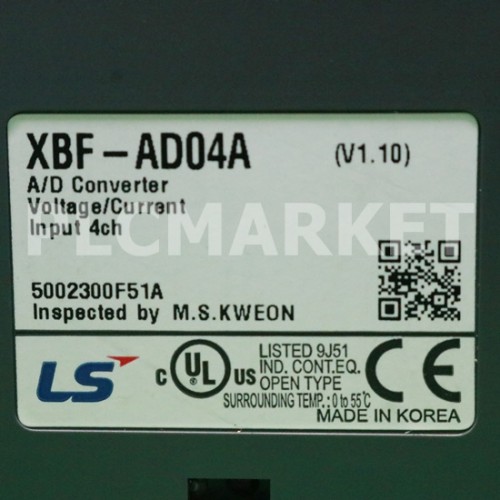 XBF-AD04A (V1.10)
A/D Converter
Voltage/Current
Input 4ch
PLCMARKET
5002300F51A
Inspected by M.S.KWEON
LS
C UL US
LISTED 9J51
IND. CONT.EQ.
OPEN TYPE
SURROUNDING TEMP.: 0 to 55℃
CE
MADE IN KOREA